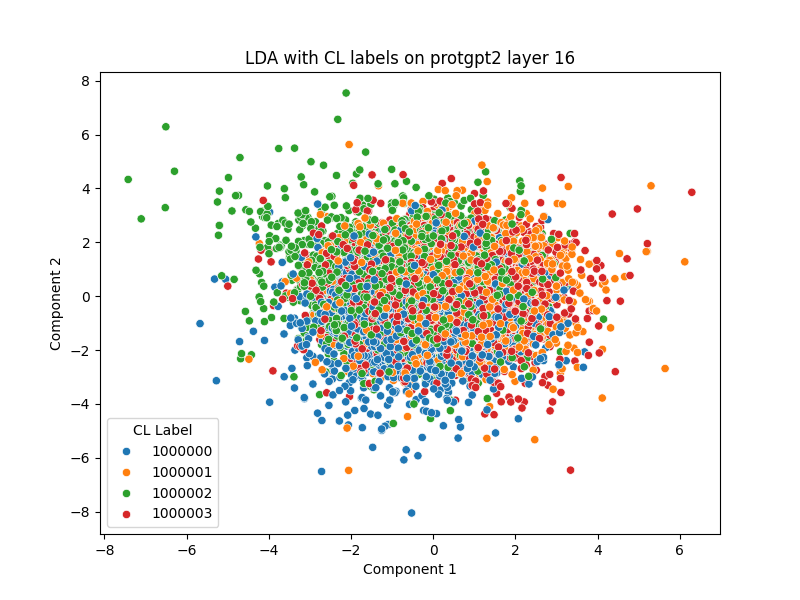 LDA with CL labels on protgpt2 layer 16
8
6
4
2
0
−2
−4
−6
−8
Component 2
CL Label
1000000
1000001
1000002
1000003
−8 −6 −4 −2 0 2 4 6
Component 1